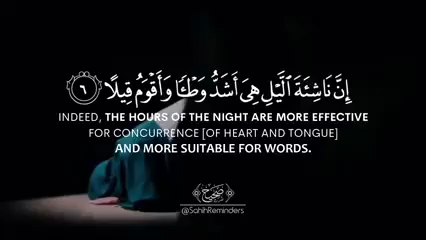 إِنَّ نَاشِئَةَ ٱلَّيْلِ هِىَ أَشَدُّ وَطْـًٔا وَأَقْوَمُ قِيلًا ٦
INDEED, THE HOURS OF THE NIGHT ARE MORE EFFECTIVE
FOR CONCURRENCE [OF HEART AND TONGUE]
AND MORE SUITABLE FOR WORDS.
صحيح
@SahihReminders